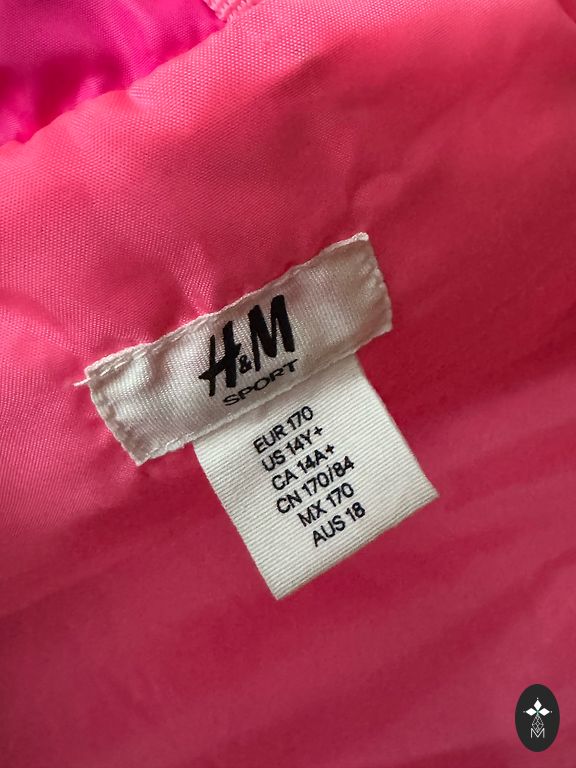 H&M
SPORT
EUR 170
US 14Y+
CA 14A+
CN 170/84
MX 170
AUS 18
M